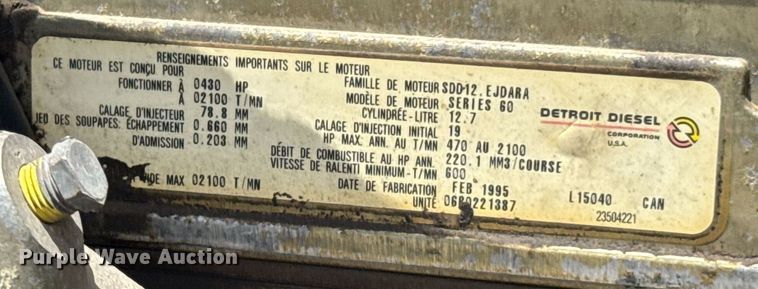 RENSEIGNEMENTS IMPORTANTS SUR LE MOTEUR
CE MOTEUR EST CONÇU POUR
FONCTIONNER À 0430 HP
À 02100 T/MN
CALAGE D'INJECTEUR 78.8 MM
JEU DES SOUPAPES: ÉCHAPPEMENT 0.660 MM
D'ADMISSION 0.203 MM
MAX 02100 T/MN
FAMILLE DE MOTEUR SDD12.EJDARA
MODÈLE DE MOTEUR SERIES 60
CYLINDRÉE-LITRE 12.7
CALAGE D'INJECTION INITIAL 19
HP MAX. ANN. AU T/MN 470 AU 2100
DÉBIT DE COMBUSTIBLE AU HP ANN. 220.1 MM3/COURSE
VITESSE DE RALENTI MINIMUM-T/MN 600
DATE DE FABRICATION FEB 1995
UNITÉ 06R0221387
DETROIT DIESEL
CORPORATION
U.S.A.
L15040 CAN
23504221
Purple Wave Auction